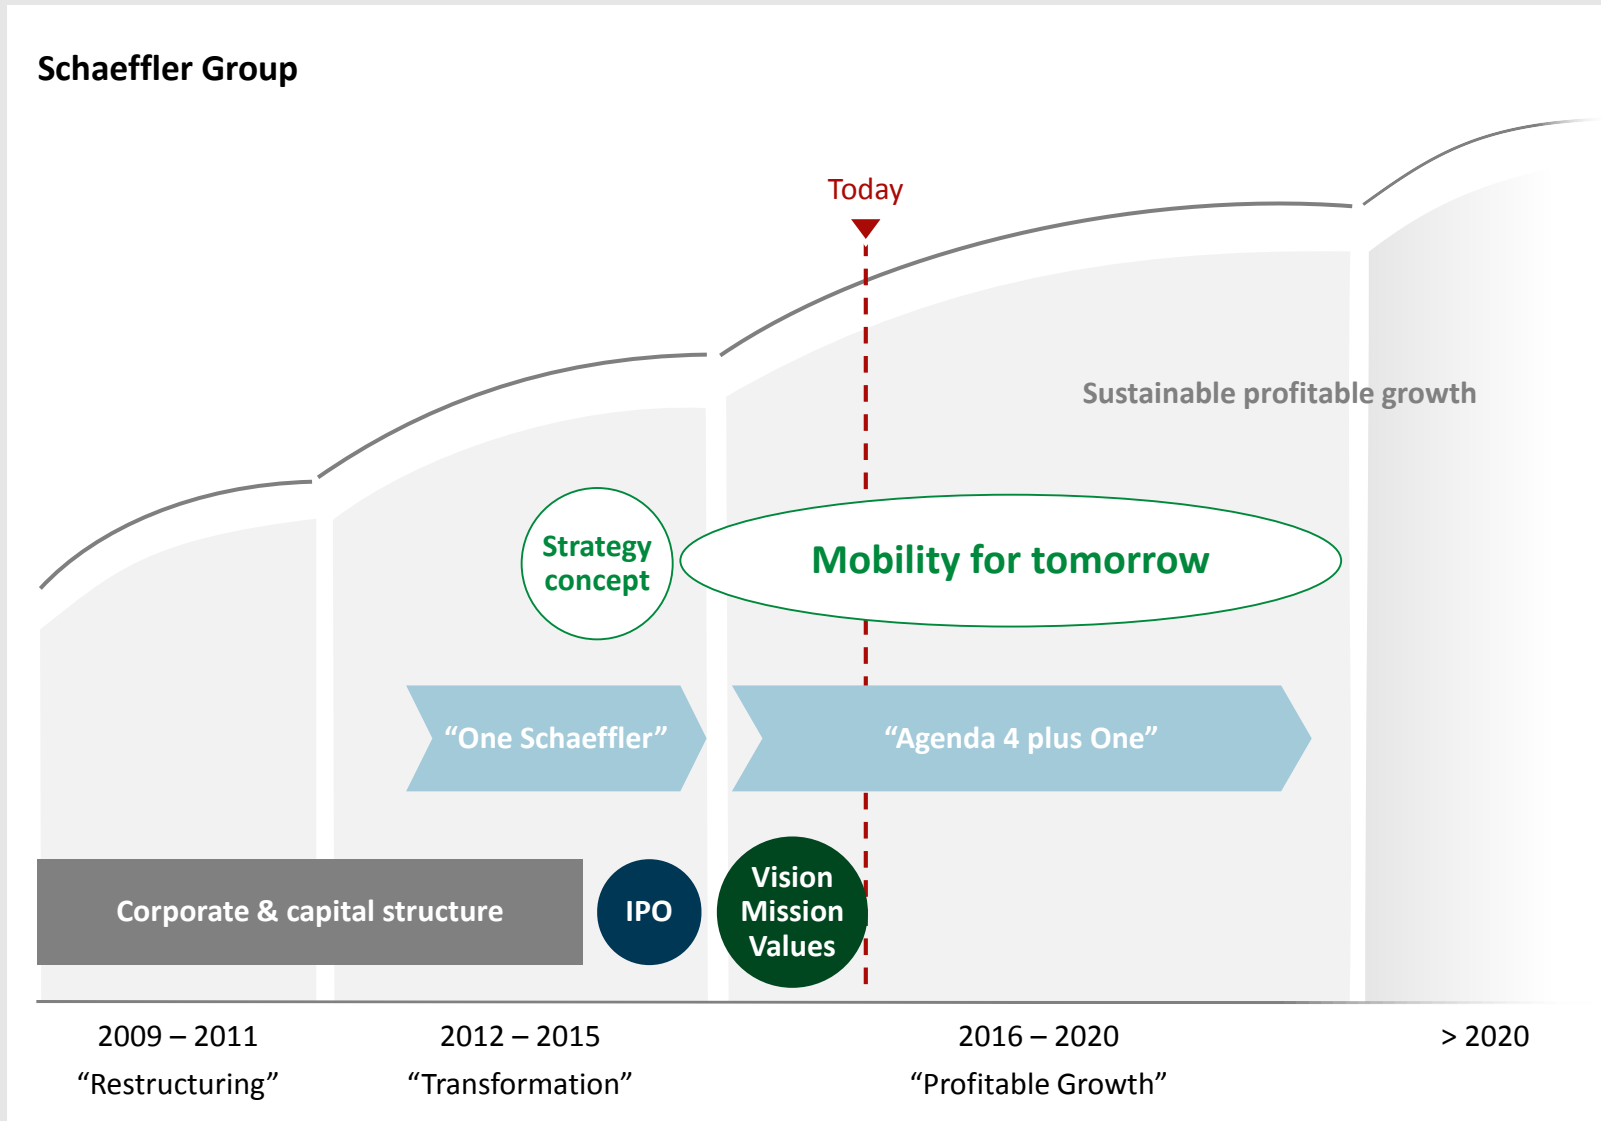 Schaeffler Group
Today
Sustainable profitable growth
Strategy
concept
Mobility for tomorrow
“One Schaeffler”
“Agenda 4 plus One”
Corporate & capital structure
IPO
Vision
Mission
Values
2009 – 2011
2012 – 2015
2016 – 2020
> 2020
“Restructuring”
“Transformation”
“Profitable Growth”